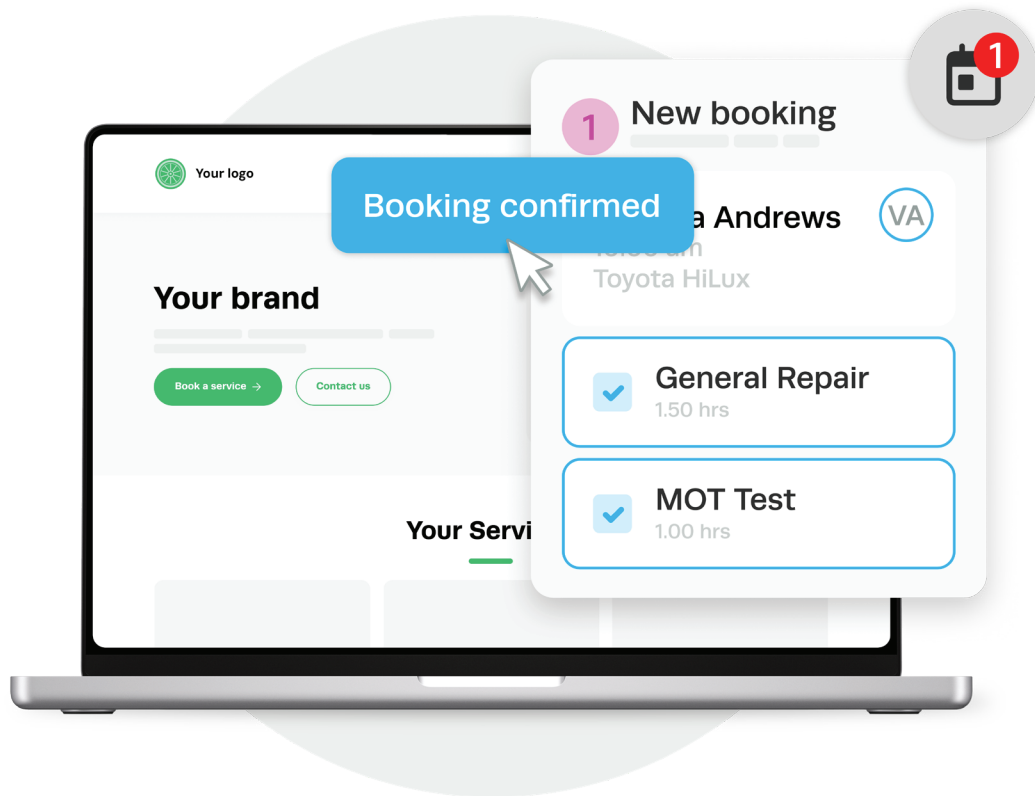 1
1
New booking
Your logo
Booking confirmed
a Andrews
VA
am
Toyota HiLux
Your brand
Book a service →
Contact us
General Repair
1.50 hrs
MOT Test
1.00 hrs
Your Servi